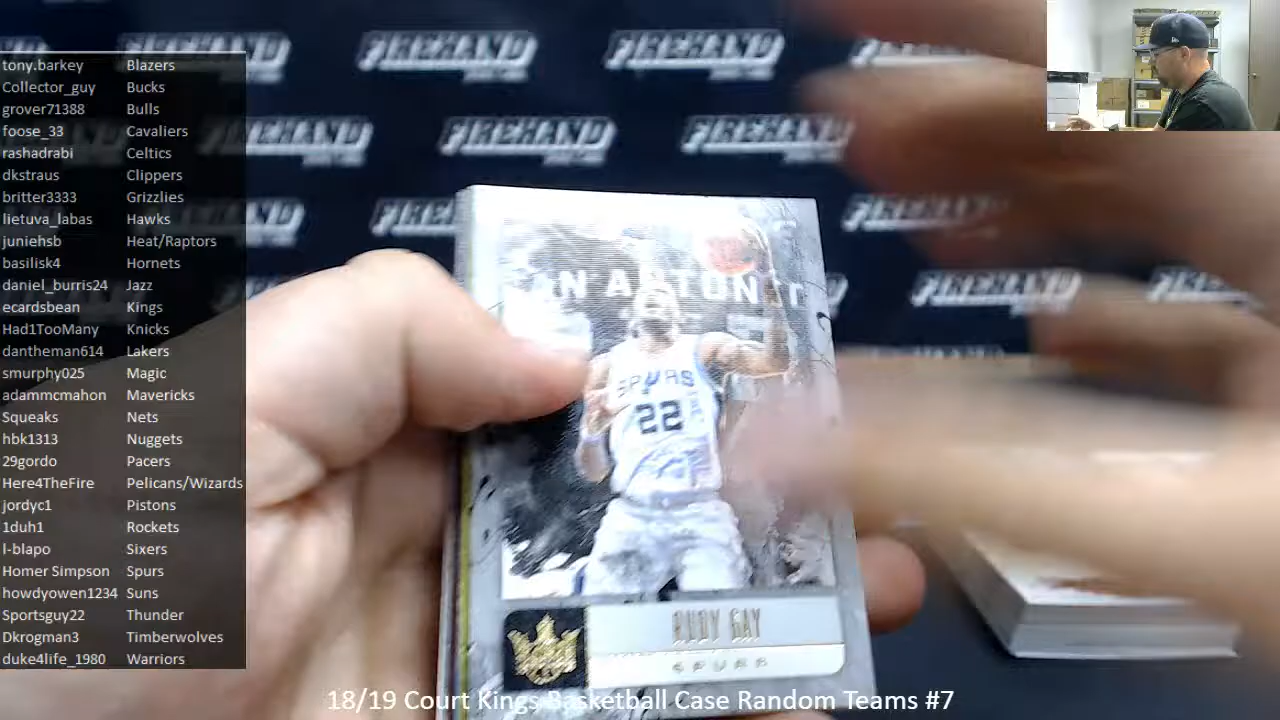 tony.barkey Blazers
Collector_guy Bucks
grover71388 Bulls
foose_33 Cavaliers
rashadrabi Celtics
dkstraus Clippers
britter3333 Grizzlies
lietuva_labas Hawks
juniehsb Heat/Raptors
basilisk4 Hornets
daniel_burris24 Jazz
ecardsbean Kings
Had1TooMany Knicks
dantheman614 Lakers
smurphy025 Magic
adammcmahon Mavericks
Squeaks Nets
hbk1313 Nuggets
29gordo Pacers
Here4TheFire Pelicans/Wizards
jordyc1 Pistons
1duh1 Rockets
l-blapo Sixers
Homer Simpson Spurs
howdyowen1234 Suns
Sportsguy22 Thunder
Dkrogman3 Timberwolves
duke4life_1980 Warriors
FIREHAND FIREHAND
FIREHAND FIREHAND
FIREHAND
FIREHAND FIREHAND
SPURS
22
RUDY GAY
SPURS
18/19 Court Kings Basketball Case Random Teams #7